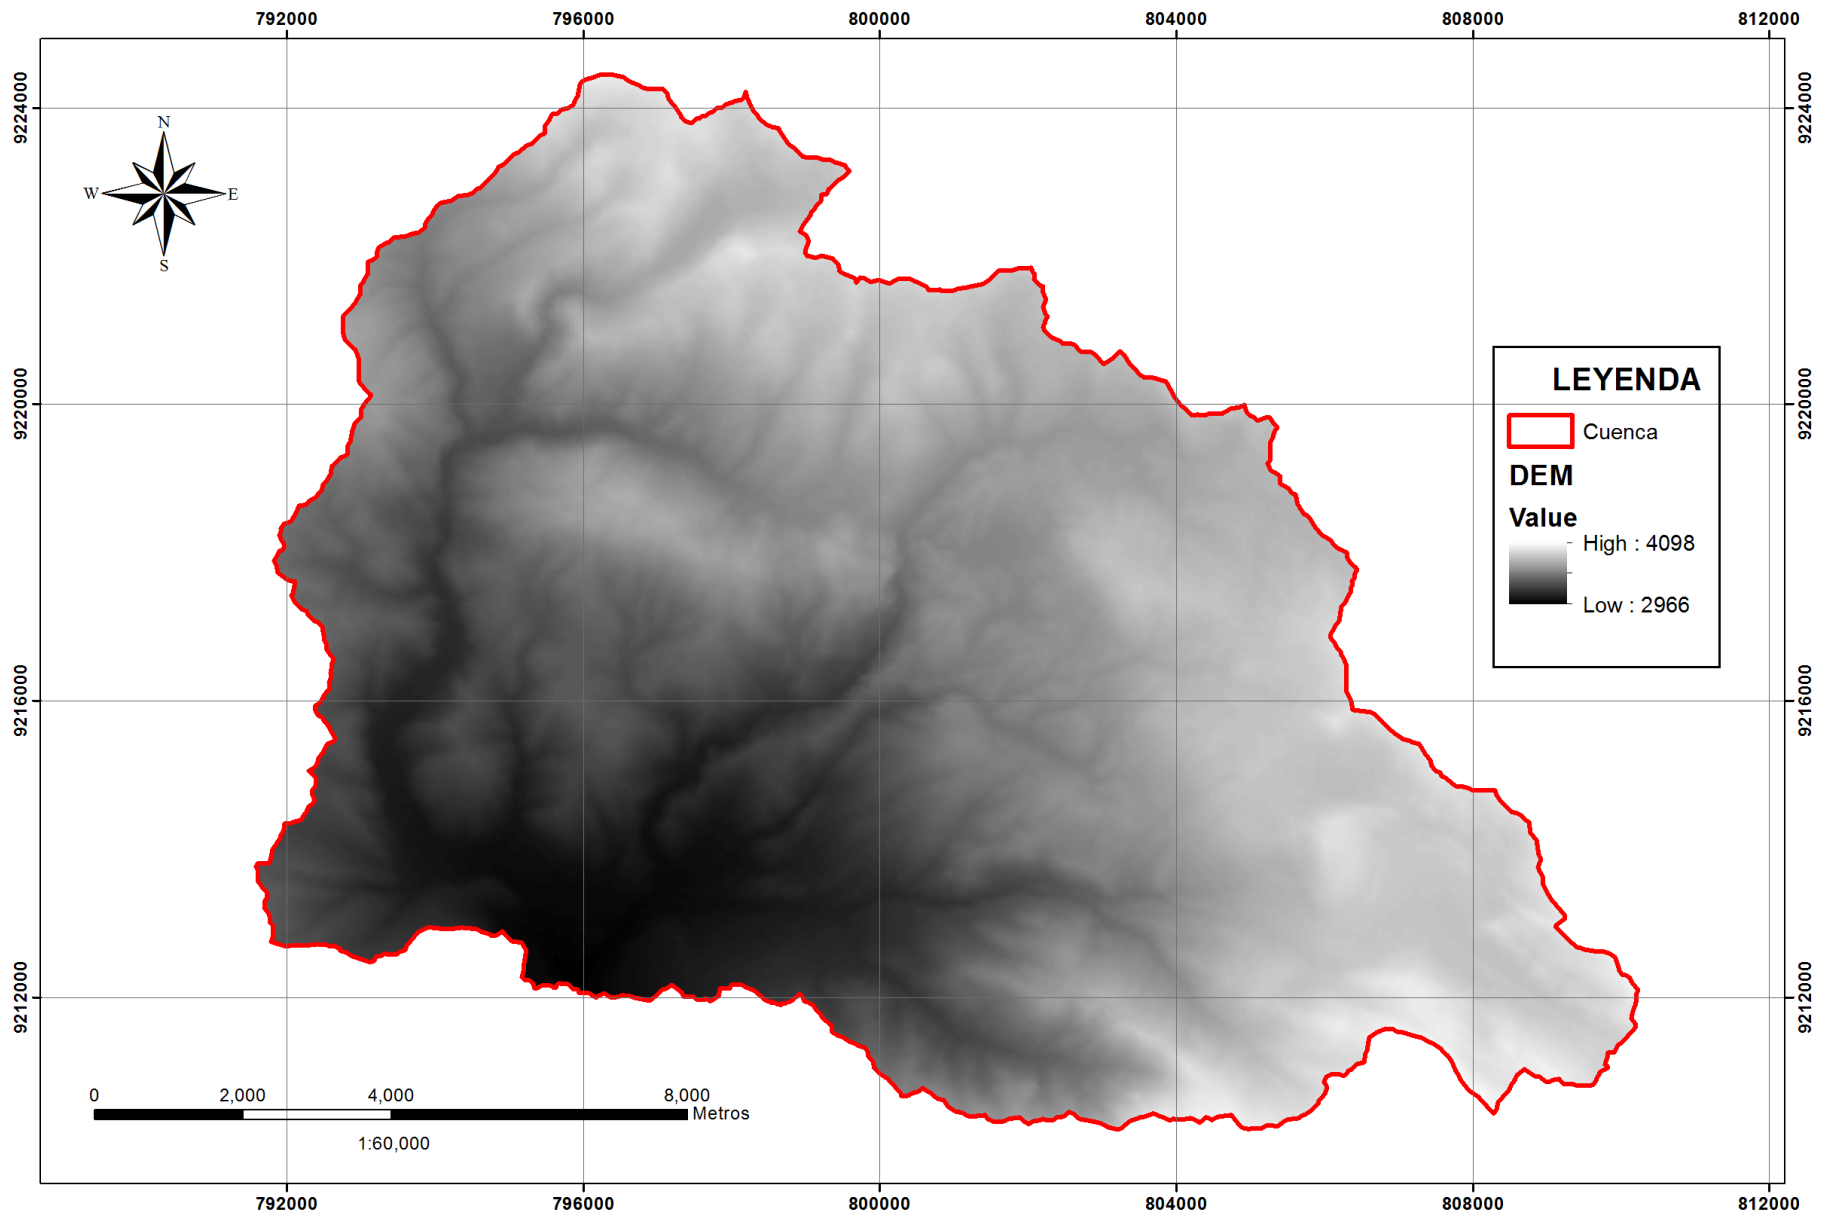 792000 796000 800000 804000 808000 812000
9224000 9224000
N
W E
S
9220000 9220000
LEYENDA
Cuenca
DEM
Value
High : 4098
Low : 2966
9216000 9216000
9212000 9212000
0 2,000 4,000 8,000
Metros
1:60,000
792000 796000 800000 804000 808000 812000